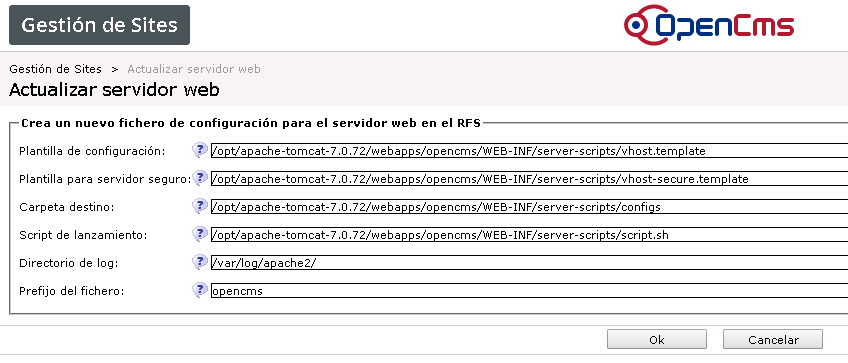 Gestión de Sites
OpenCms
Gestión de Sites > Actualizar servidor web
Actualizar servidor web
Crea un nuevo fichero de configuración para el servidor web en el RFS
Plantilla de configuración: ? /opt/apache-tomcat-7.0.72/webapps/opencms/WEB-INF/server-scripts/vhost.template
Plantilla para servidor seguro: ? /opt/apache-tomcat-7.0.72/webapps/opencms/WEB-INF/server-scripts/vhost-secure.template
Carpeta destino: ? /opt/apache-tomcat-7.0.72/webapps/opencms/WEB-INF/server-scripts/configs
Script de lanzamiento: ? /opt/apache-tomcat-7.0.72/webapps/opencms/WEB-INF/server-scripts/script.sh
Directorio de log: ? /var/log/apache2/
Prefijo del fichero: ? opencms
Ok Cancelar